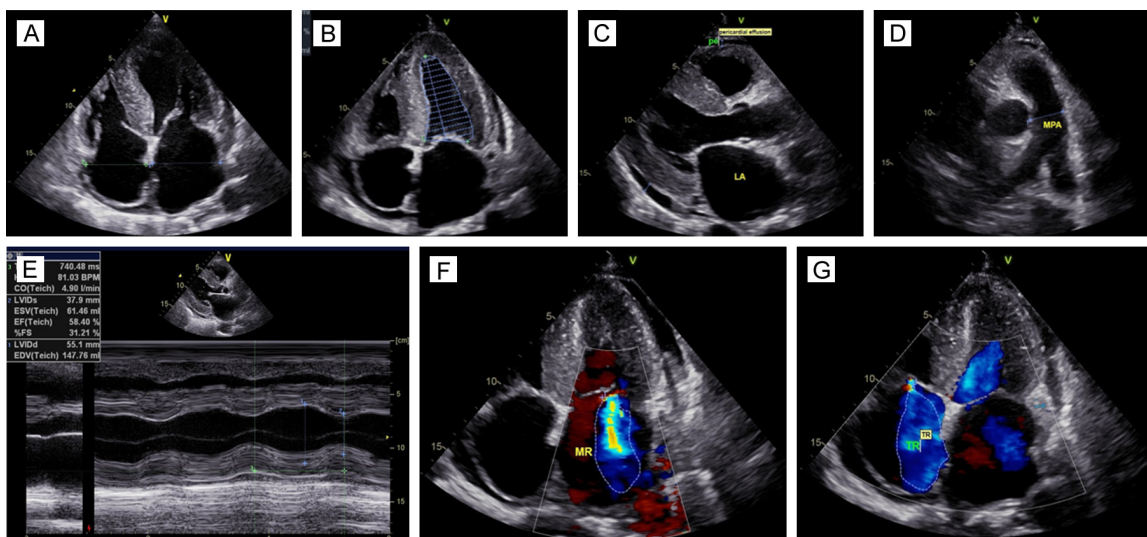 A
V
5
10
15
B
V
5
10
15
C
V
pericardial effusion
pe
5
10
15
LA
D
V
5
10
15
MPA
E
740.48 ms
81.03 BPM
CO(Teich) 4.90 l/min
LVIDs 37.9 mm
ESV(Teich) 61.46 ml
EF(Teich) 58.40 %
%FS 31.21 %
LVIDd 55.1 mm
EDV(Teich) 147.76 ml
V
[cm]
5
10
15
F
V
10
15
MR
G
V
10
15
TR
TR